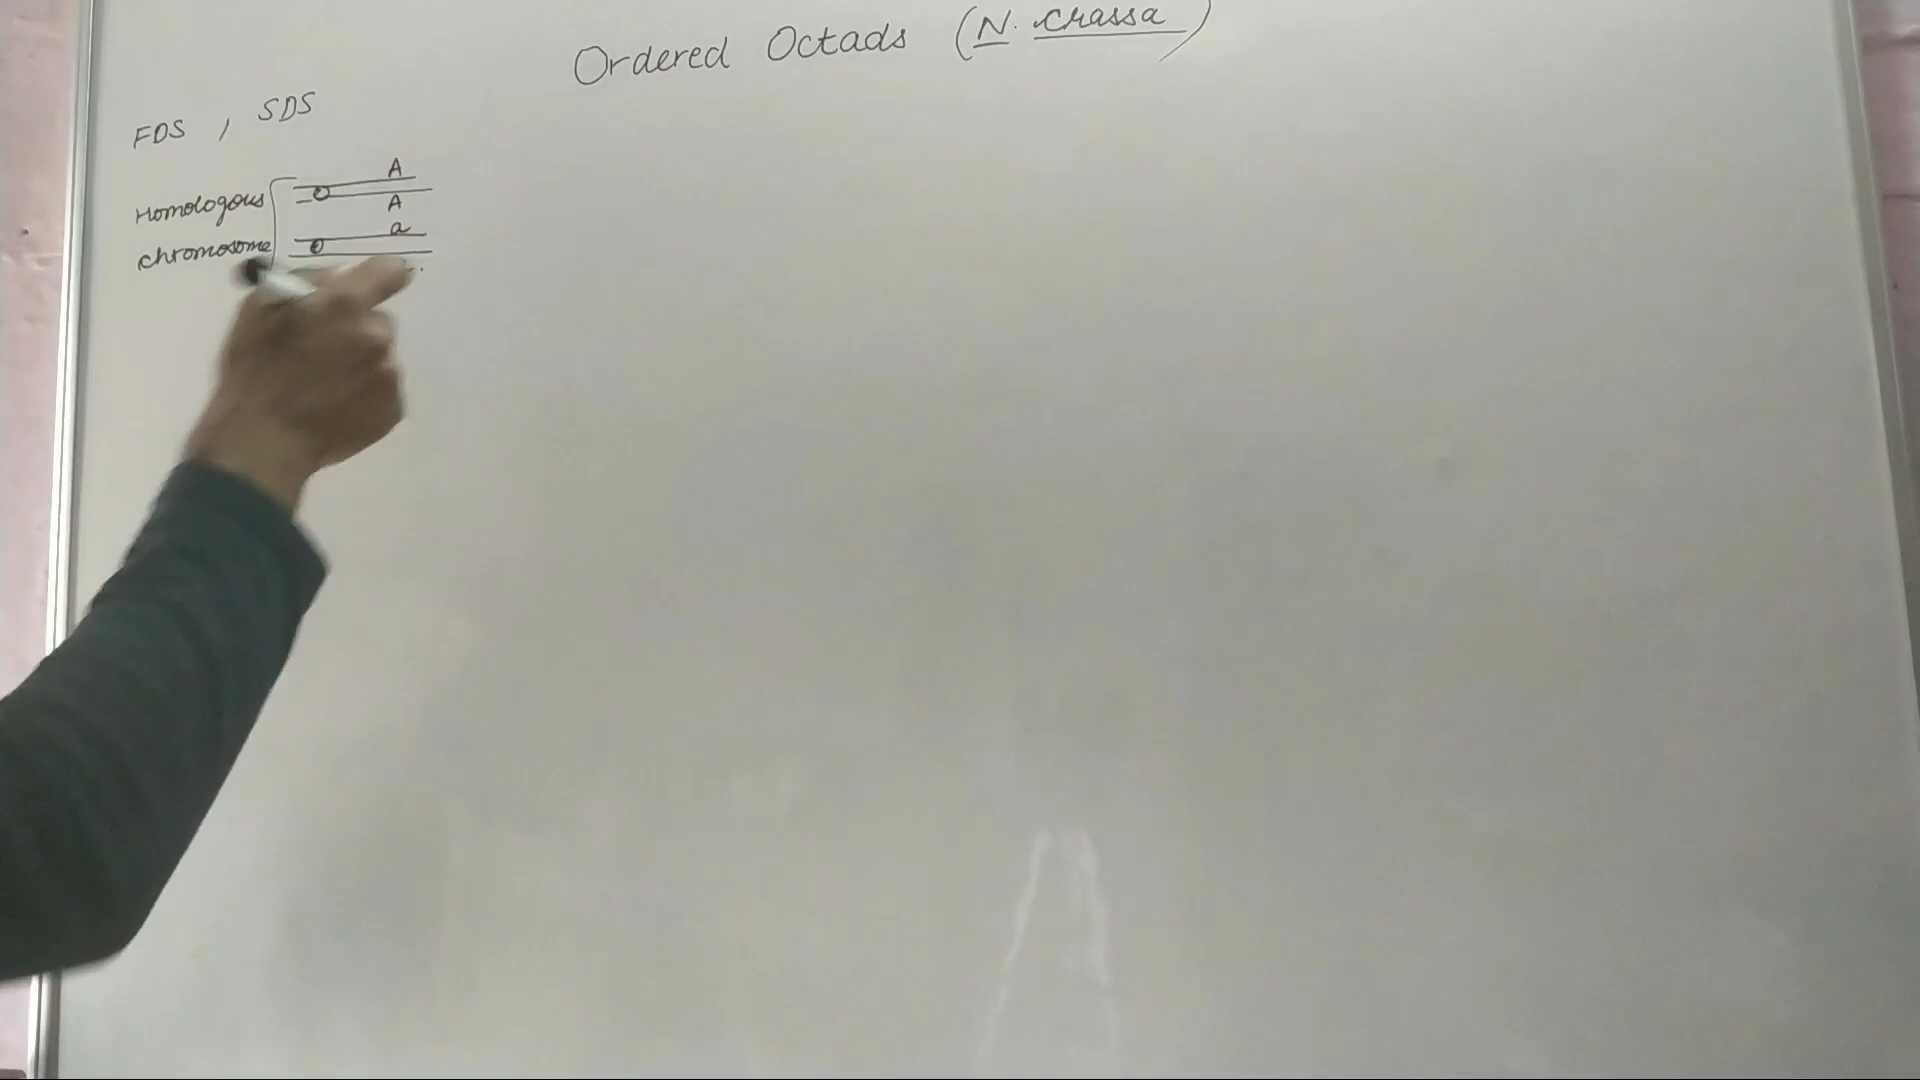 Ordered Octads (N. crassa)
FDS , SDS
A
Homologous
A
a
chromosome